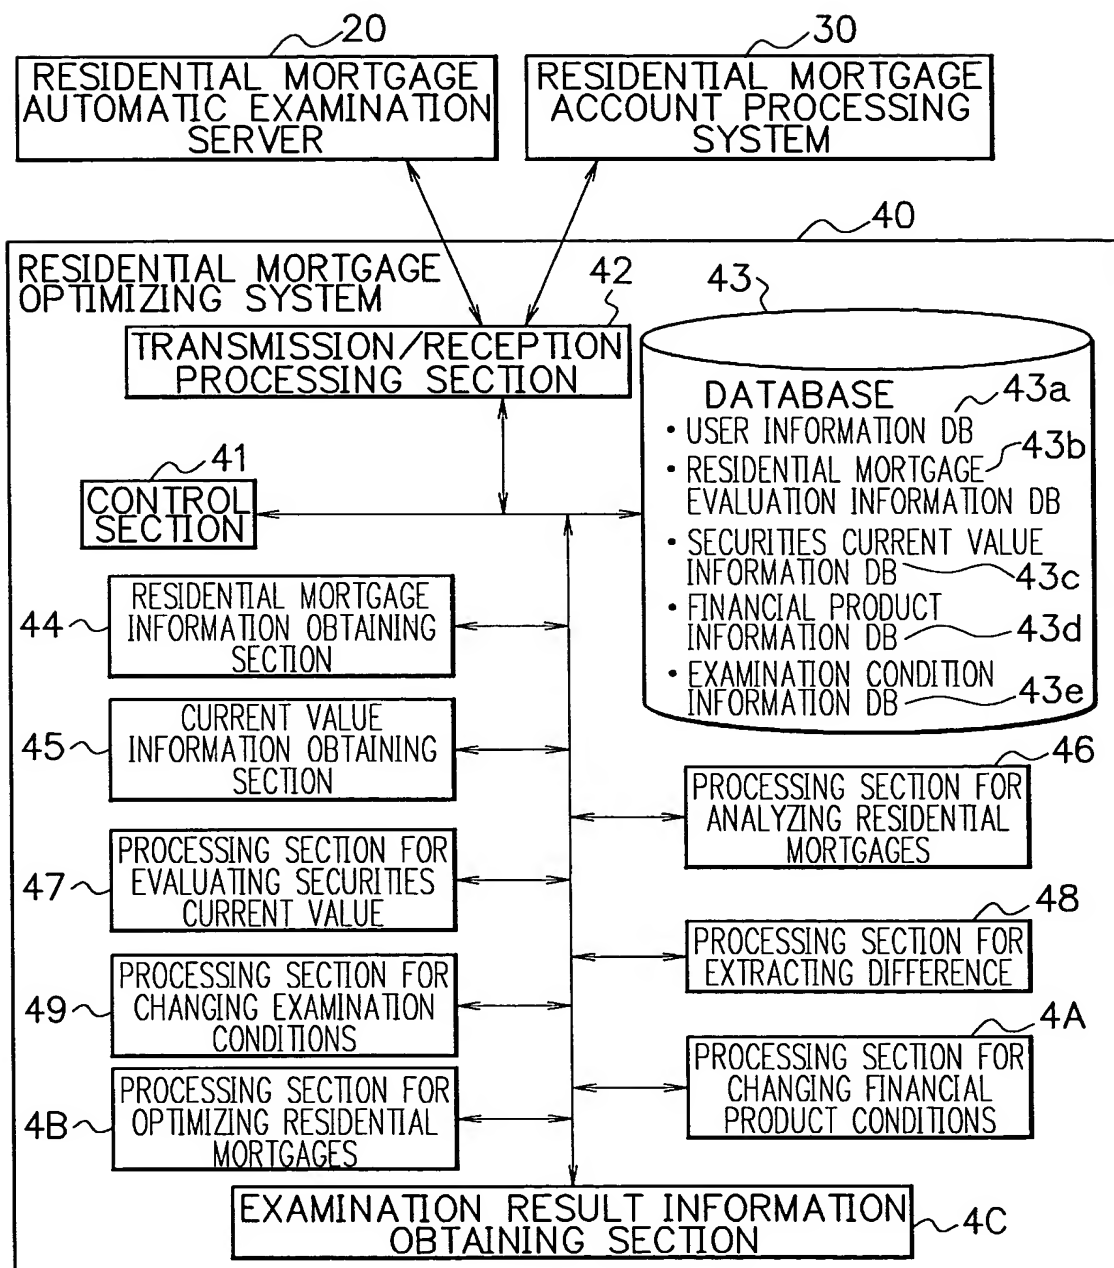 20
RESIDENTIAL MORTGAGE
AUTOMATIC EXAMINATION
SERVER
30
RESIDENTIAL MORTGAGE
ACCOUNT PROCESSING
SYSTEM
40
RESIDENTIAL MORTGAGE
OPTIMIZING SYSTEM
42
TRANSMISSION/RECEPTION
PROCESSING SECTION
43
DATABASE
43a
• USER INFORMATION DB
43b
• RESIDENTIAL MORTGAGE
EVALUATION INFORMATION DB
• SECURITIES CURRENT VALUE
INFORMATION DB
43c
• FINANCIAL PRODUCT
INFORMATION DB
43d
• EXAMINATION CONDITION
INFORMATION DB
43e
41
CONTROL
SECTION
44
RESIDENTIAL MORTGAGE
INFORMATION OBTAINING
SECTION
45
CURRENT VALUE
INFORMATION OBTAINING
SECTION
46
PROCESSING SECTION FOR
ANALYZING RESIDENTIAL
MORTGAGES
47
PROCESSING SECTION FOR
EVALUATING SECURITIES
CURRENT VALUE
48
PROCESSING SECTION FOR
EXTRACTING DIFFERENCE
49
PROCESSING SECTION FOR
CHANGING EXAMINATION
CONDITIONS
4A
PROCESSING SECTION FOR
CHANGING FINANCIAL
PRODUCT CONDITIONS
4B
PROCESSING SECTION FOR
OPTIMIZING RESIDENTIAL
MORTGAGES
EXAMINATION RESULT INFORMATION
OBTAINING SECTION
4C